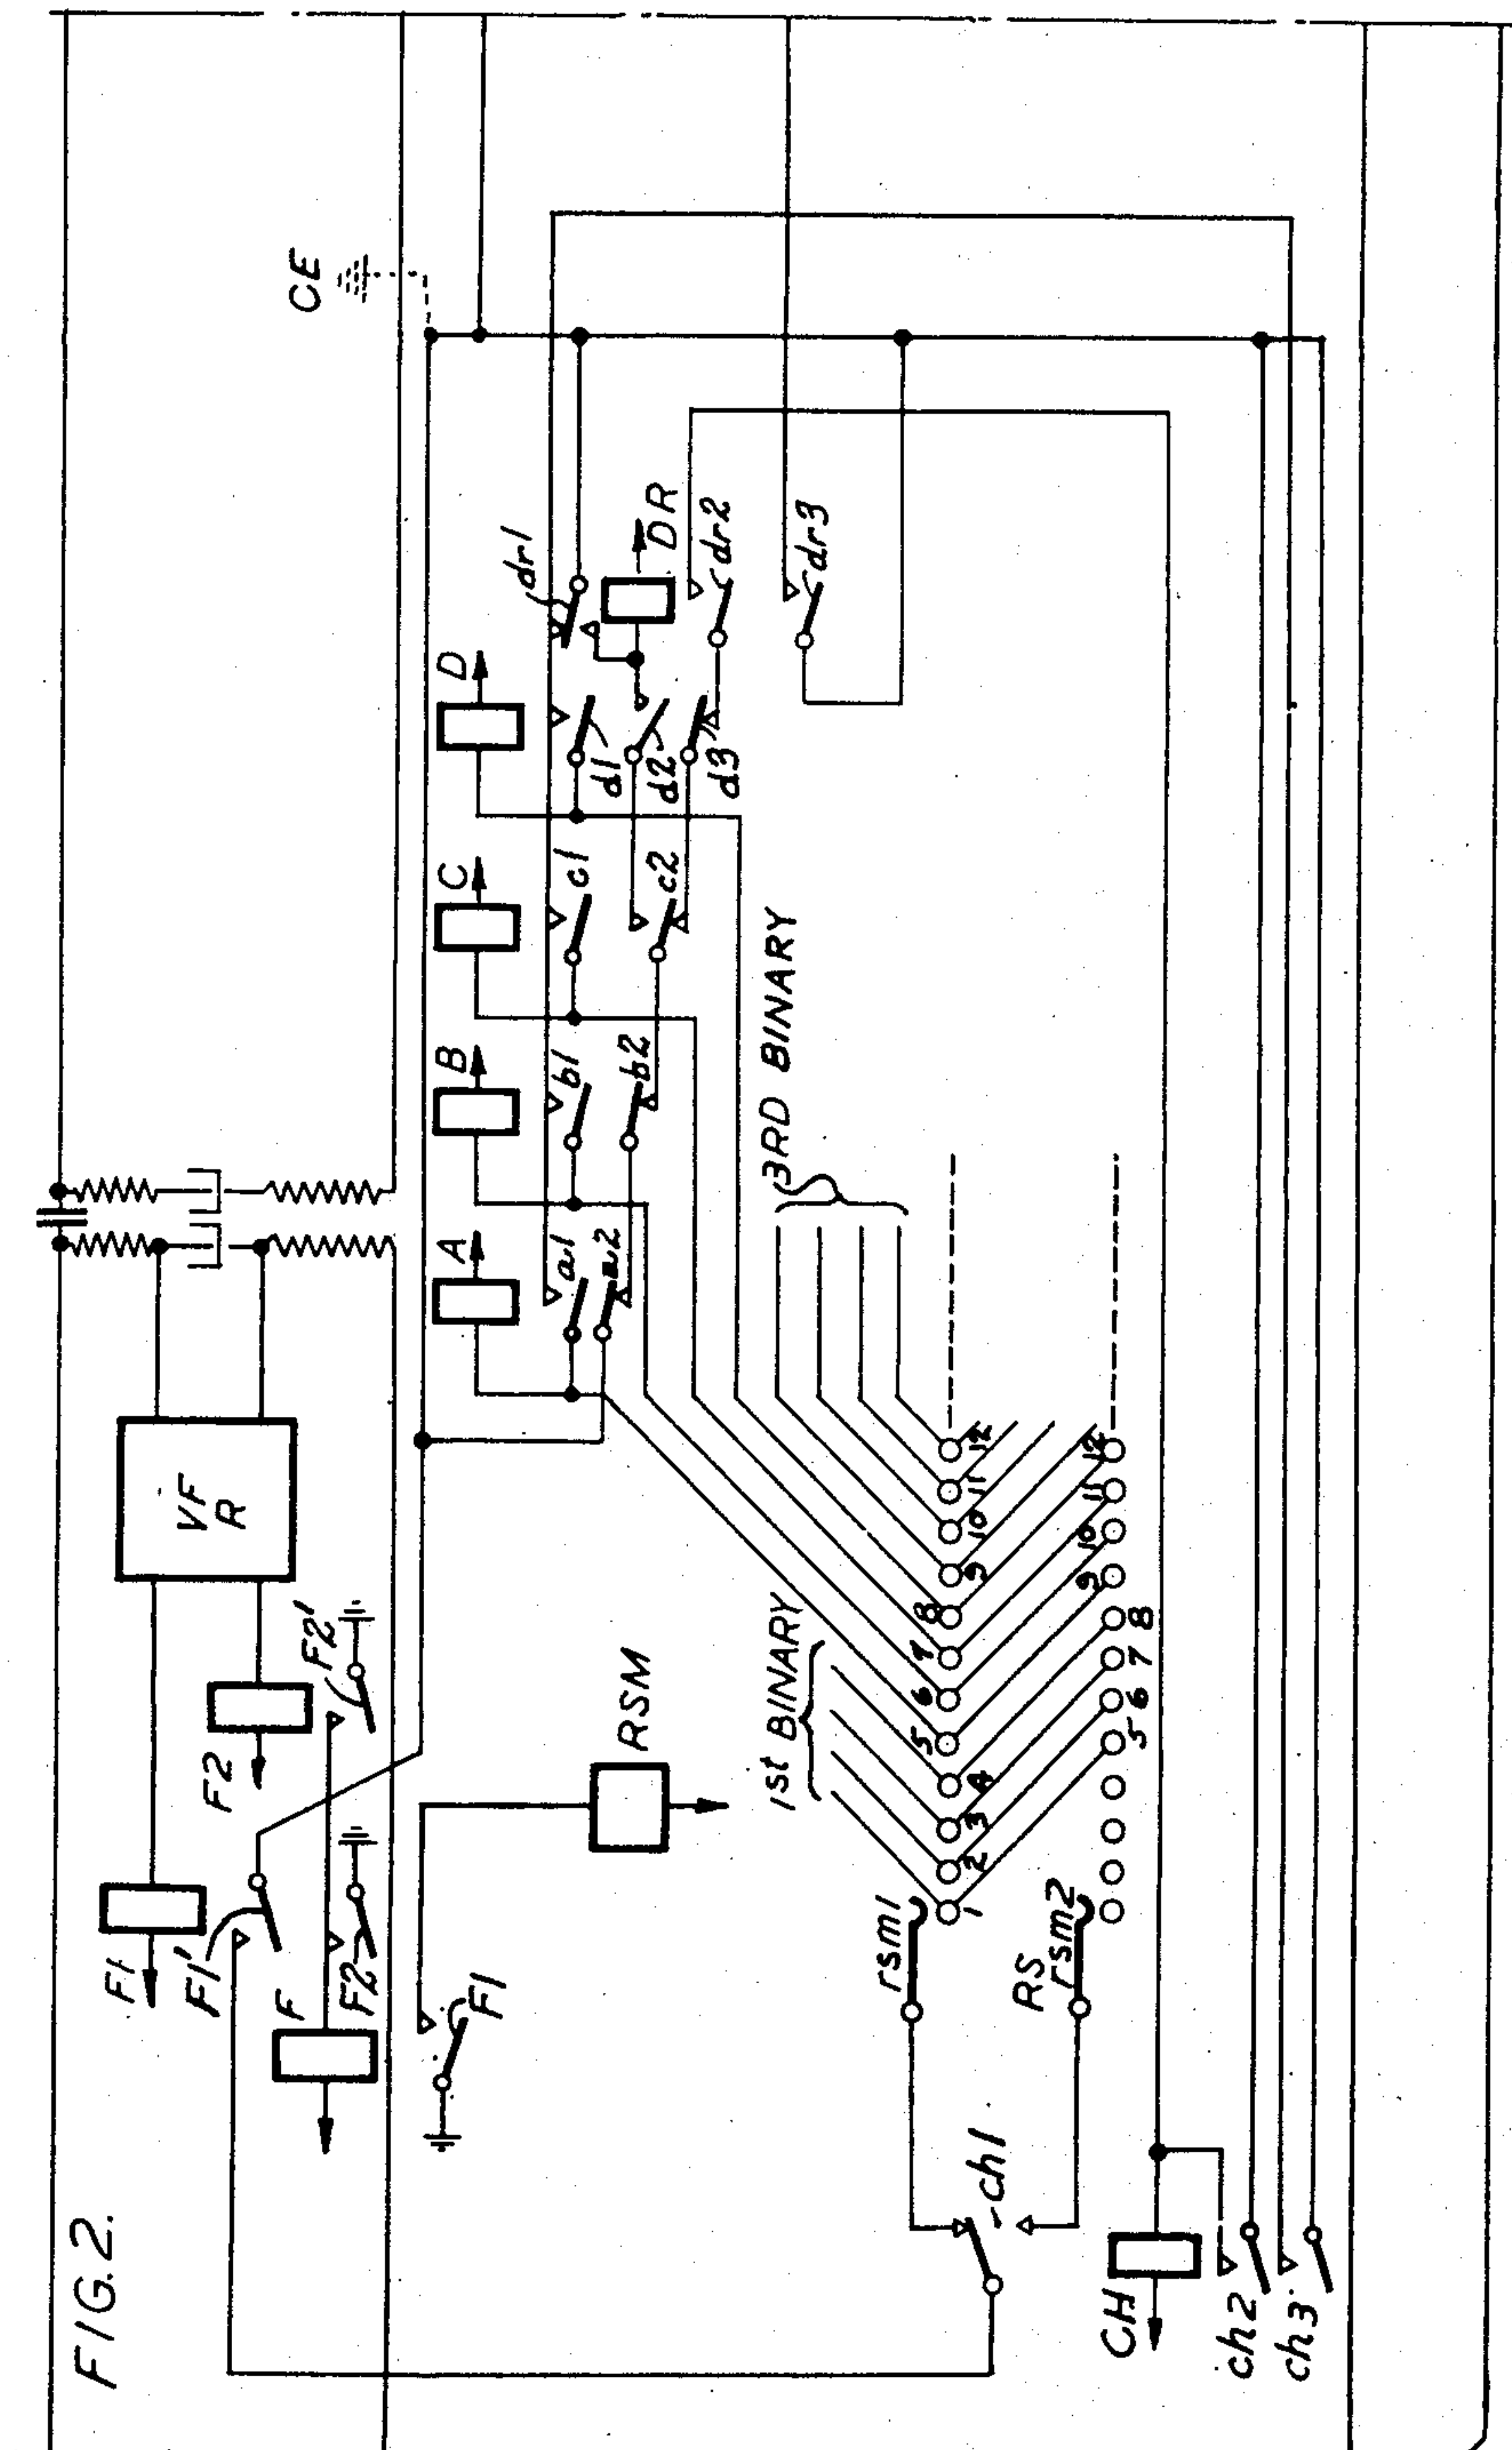 FIG.2.
CE
VF
R
F1
F1'
F2
F2'
F
F2
F1
RSM
A
B
C
D
a1
a2
b1
b2
c1
c2
d1
d2
d3
dr1
DR
dr2
dr3
1st BINARY
3RD BINARY
rsm1
1 2 3 4 5 6 7 8 9 10 11 12
RS
rsm2
5 6 7 8 9 10 11 12
ch1
CH
ch2
ch3